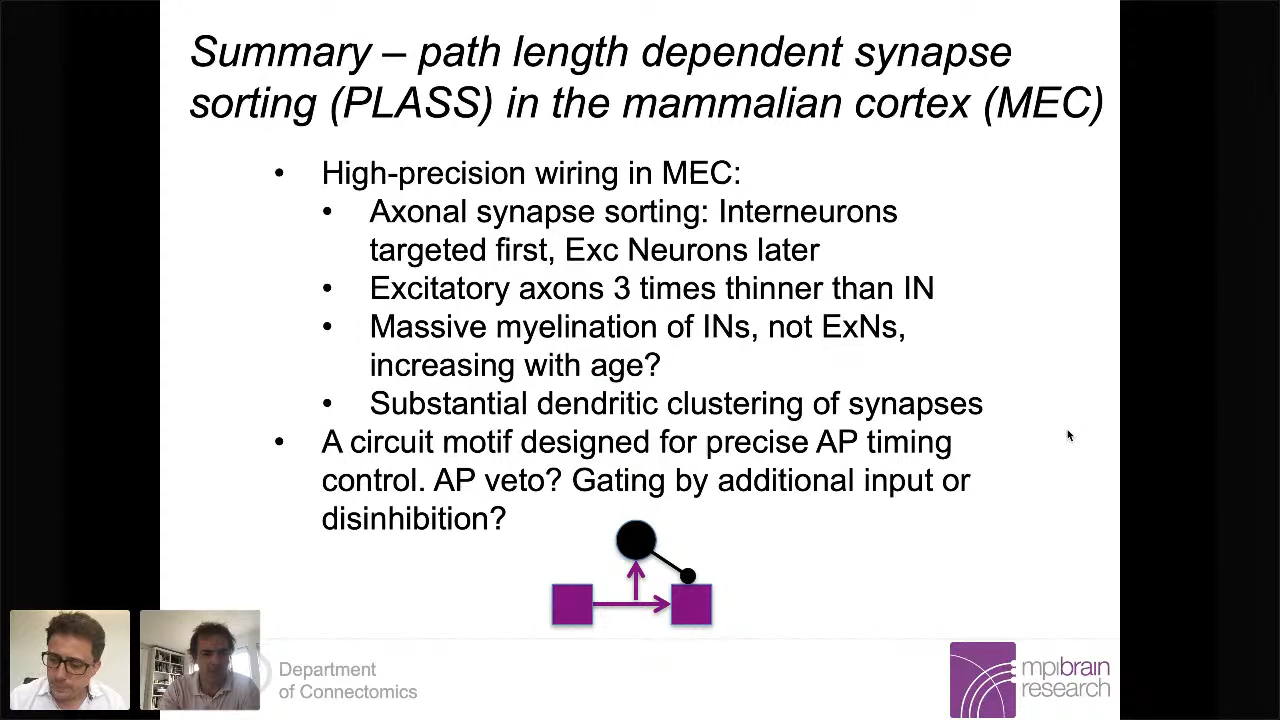 Summary – path length dependent synapse
sorting (PLASS) in the mammalian cortex (MEC)
• High-precision wiring in MEC:
• Axonal synapse sorting: Interneurons
targeted first, Exc Neurons later
• Excitatory axons 3 times thinner than IN
• Massive myelination of INs, not ExNs,
increasing with age?
• Substantial dendritic clustering of synapses
• A circuit motif designed for precise AP timing
control. AP veto? Gating by additional input or
disinhibition?
Department
of Connectomics
mpibrain
research